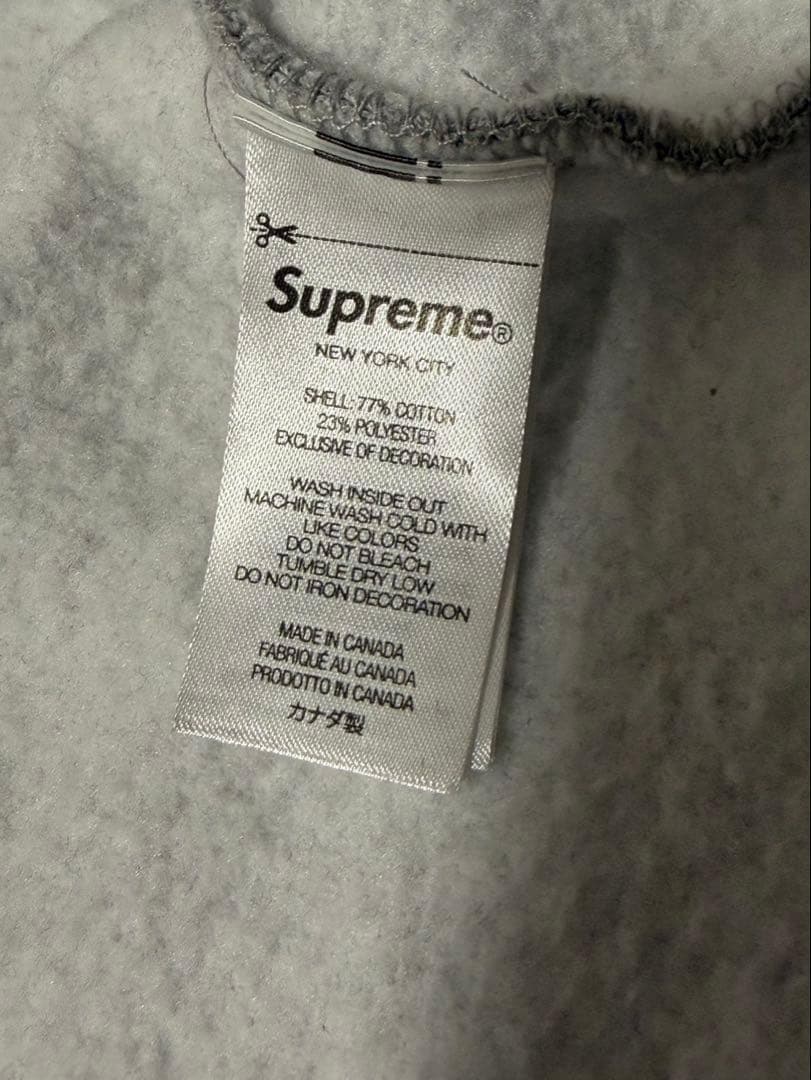 Supreme®
NEW YORK CITY
SHELL: 77% COTTON
23% POLYESTER
EXCLUSIVE OF DECORATION
WASH INSIDE OUT
MACHINE WASH COLD WITH
LIKE COLORS
DO NOT BLEACH
TUMBLE DRY LOW
DO NOT IRON DECORATION
MADE IN CANADA
FABRIQUÉ AU CANADA
PRODOTTO IN CANADA
カナダ製